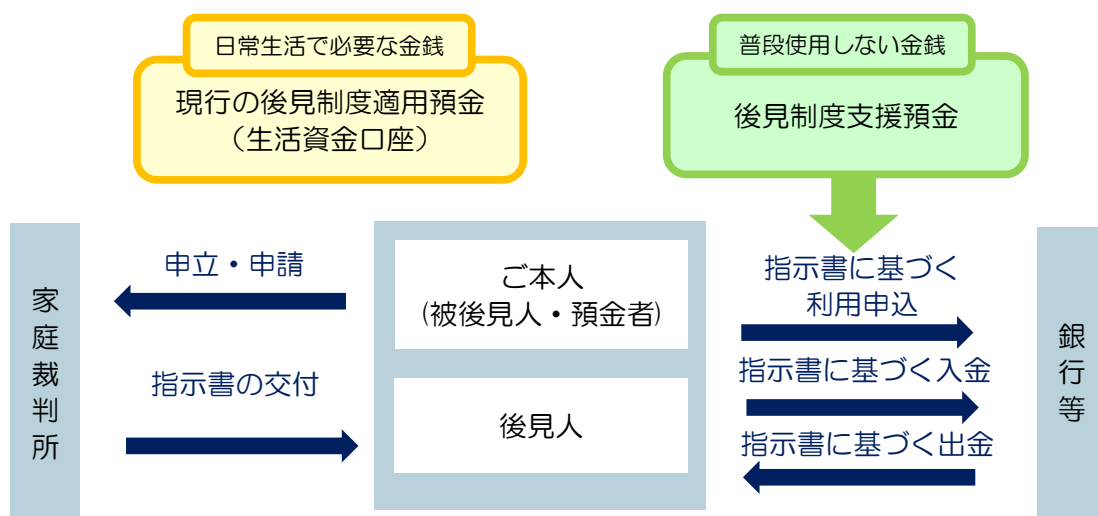 日常生活で必要な金銭
現行の後見制度適用預金
（生活資金口座）
普段使用しない金銭
後見制度支援預金
家庭裁判所
申立・申請
指示書の交付
ご本人
(被後見人・預金者)
後見人
指示書に基づく
利用申込
指示書に基づく入金
指示書に基づく出金
銀行等